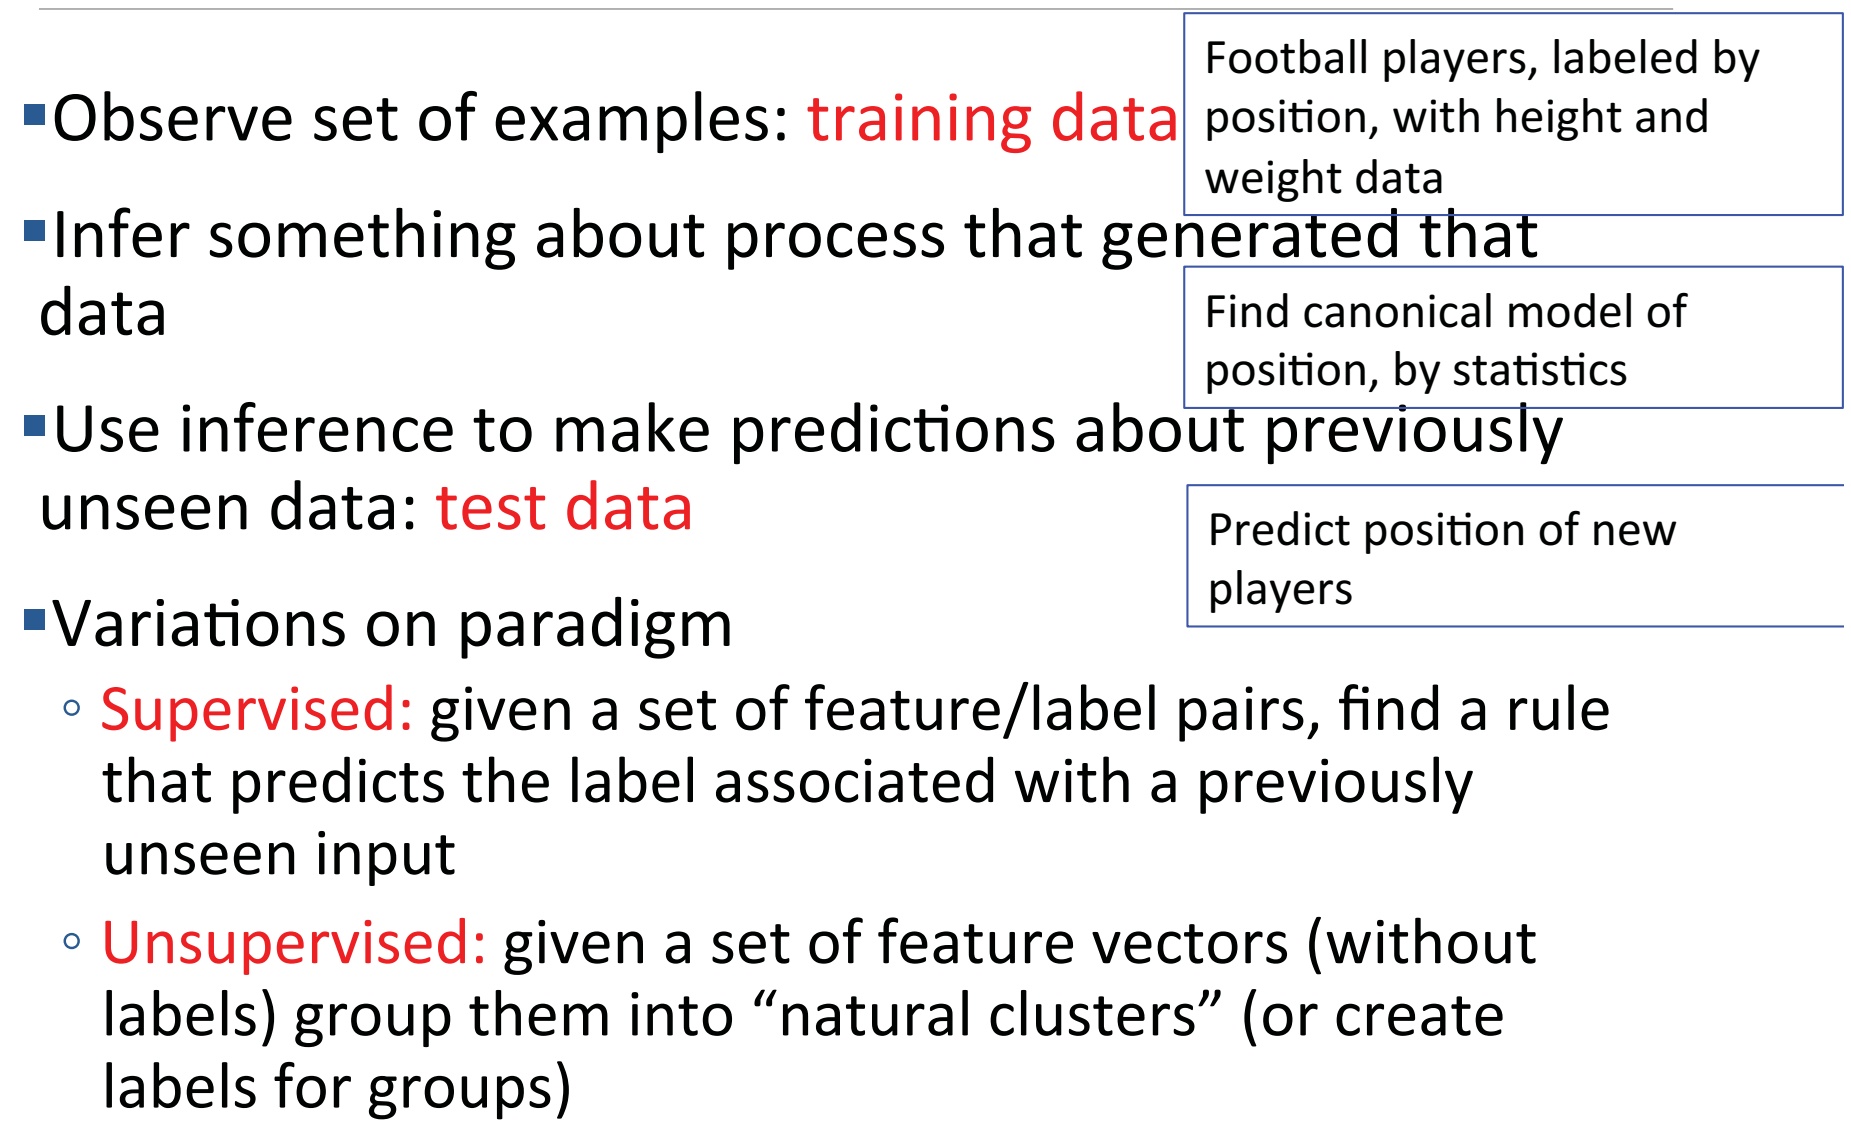 Football players, labeled by
position, with height and
weight data
▪Observe set of examples: training data
▪Infer something about process that generated that
data
Find canonical model of
position, by statistics
▪Use inference to make predictions about previously
unseen data: test data
Predict position of new
players
▪Variations on paradigm
◦ Supervised: given a set of feature/label pairs, find a rule
that predicts the label associated with a previously
unseen input
◦ Unsupervised: given a set of feature vectors (without
labels) group them into “natural clusters” (or create
labels for groups)